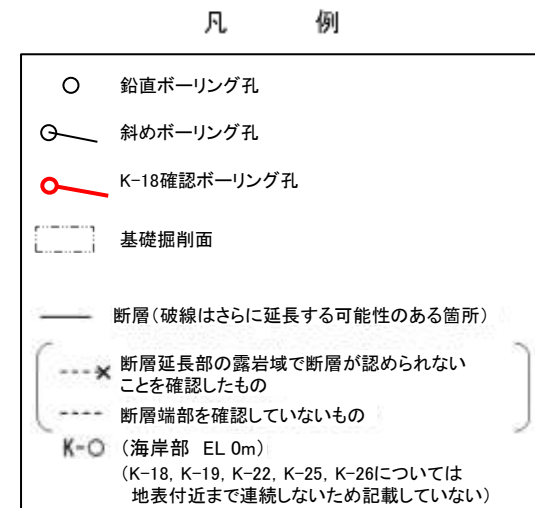 凡 例
鉛直ボーリング孔
斜めボーリング孔
K-18確認ボーリング孔
基礎掘削面
断層(破線はさらに延長する可能性のある箇所)
断層延長部の露岩域で断層が認められない
ことを確認したもの
断層端部を確認していないもの
K-○ (海岸部 EL 0m)
(K-18, K-19, K-22, K-25, K-26については
地表付近まで連続しないため記載していない)